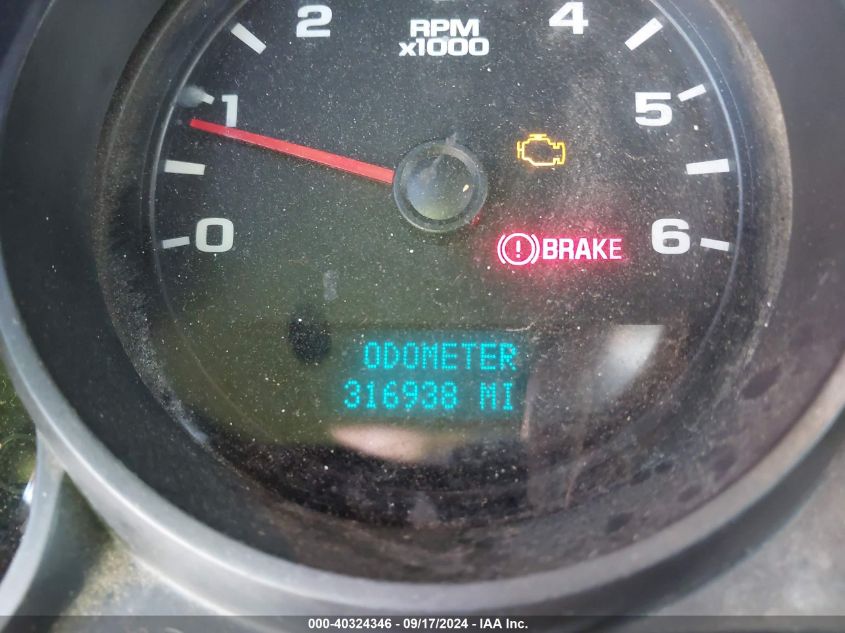 2
4
RPM
x1000
1
5
0
6
(!) BRAKE
ODOMETER
316938 MI
000-40324346 - 09/17/2024 - IAA Inc.